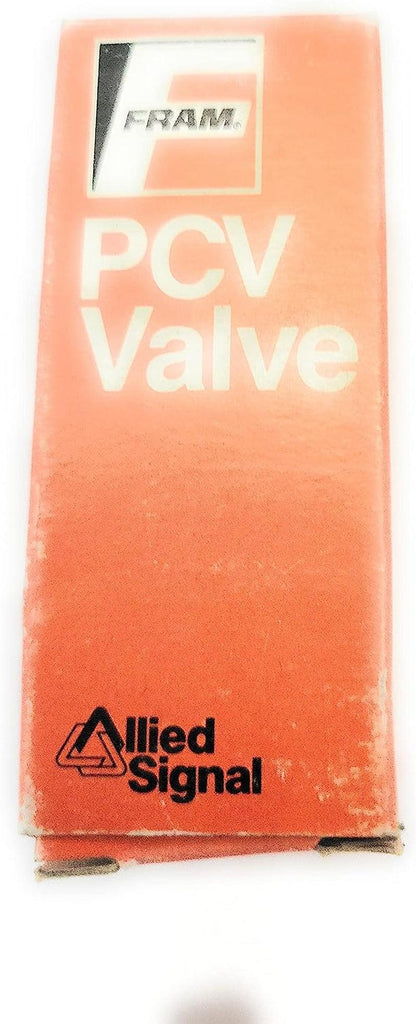 FRAM®
PCV
Valve
Allied
Signal